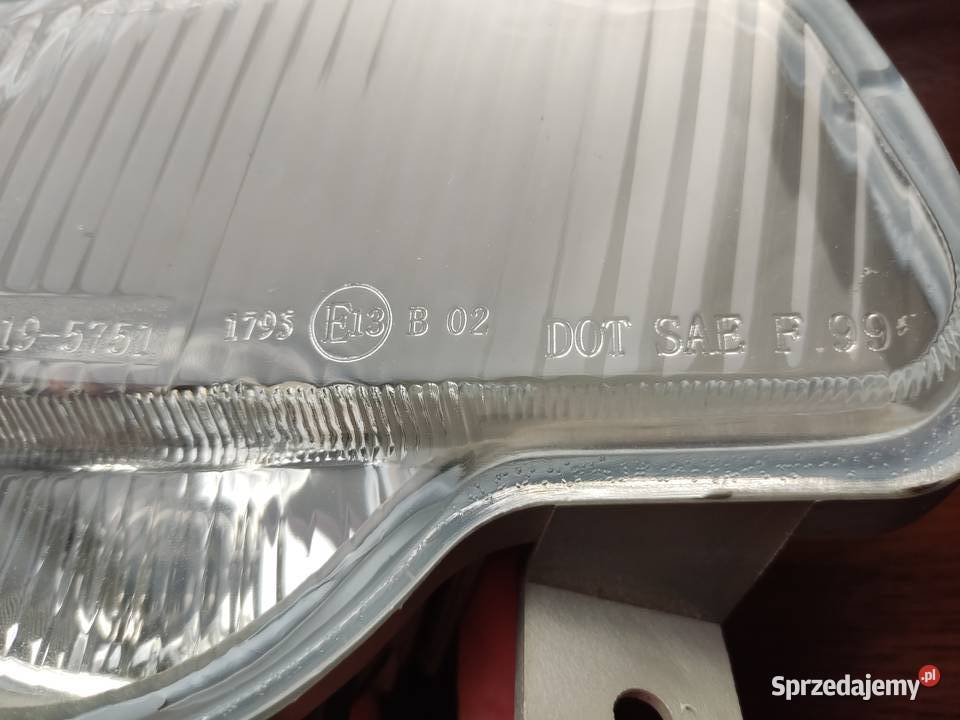 19-5751 1795 E13 B 02 DOT SAE F 99
Sprzedajemy.pl